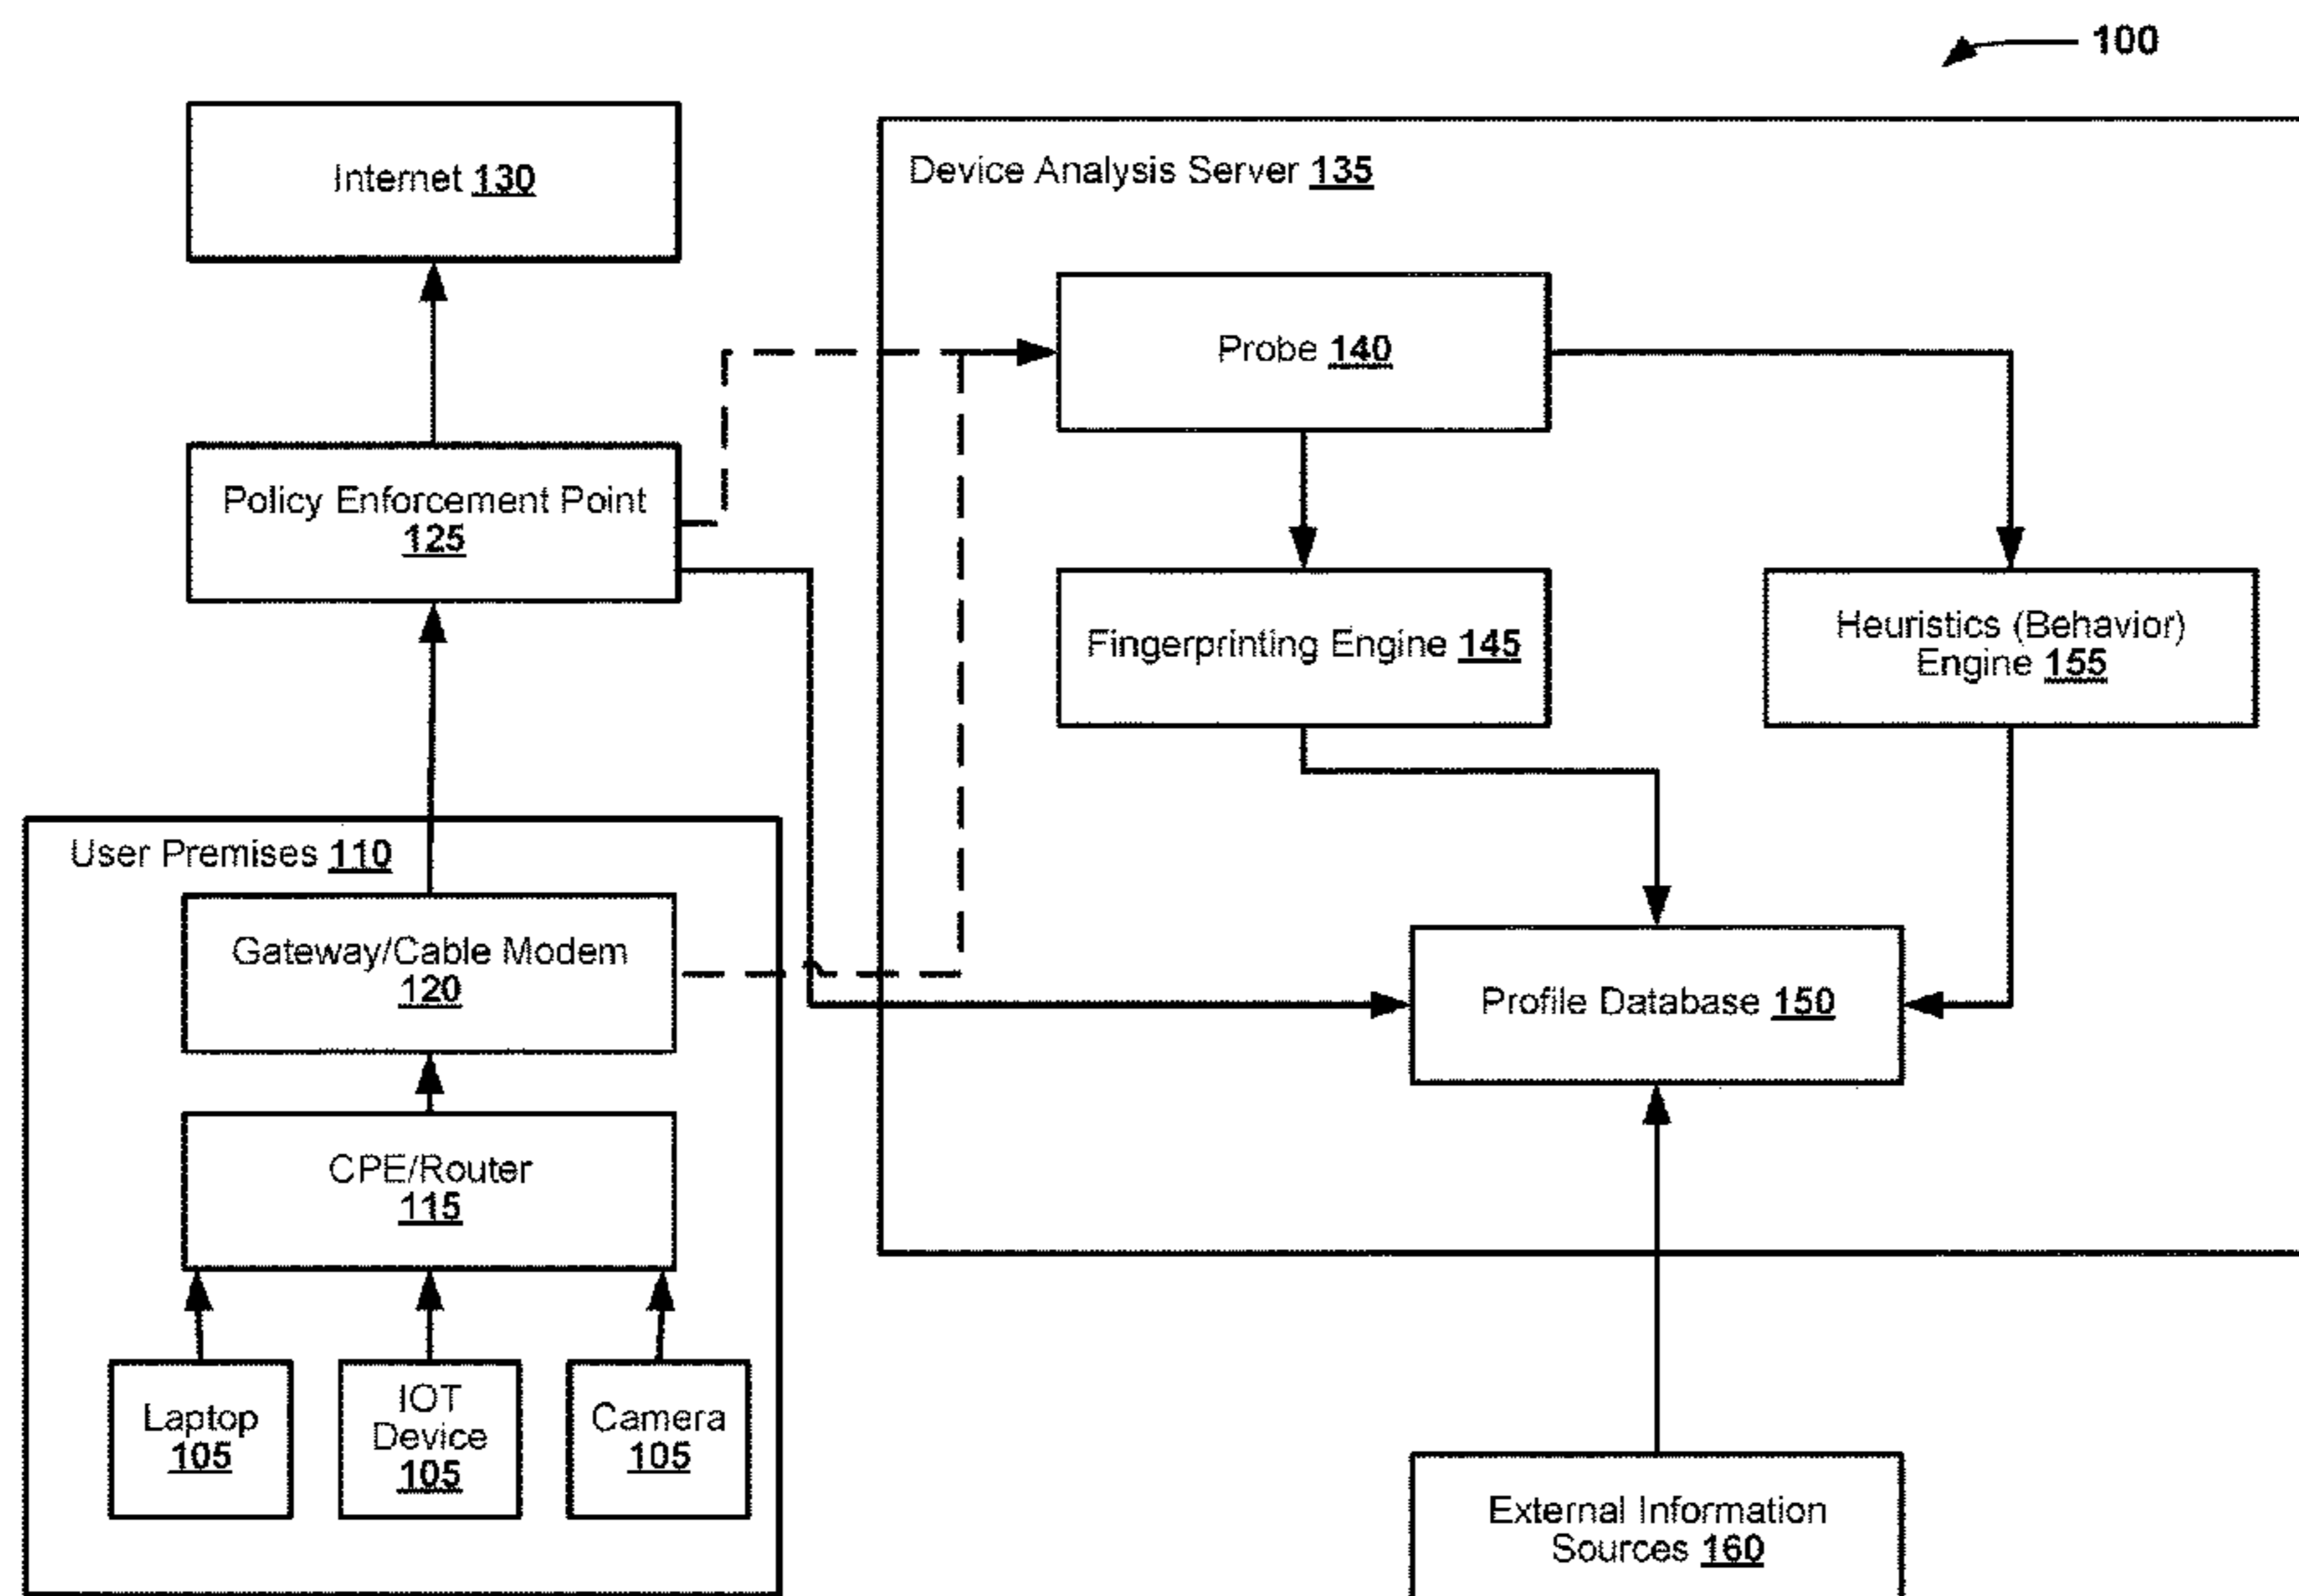 100
Internet 130
Device Analysis Server 135
Probe 140
Policy Enforcement Point
125
Fingerprinting Engine 145
Heuristics (Behavior)
Engine 155
User Premises 110
Gateway/Cable Modem
120
Profile Database 150
CPE/Router
115
Laptop
105
IOT
Device
105
Camera
105
External Information
Sources 160